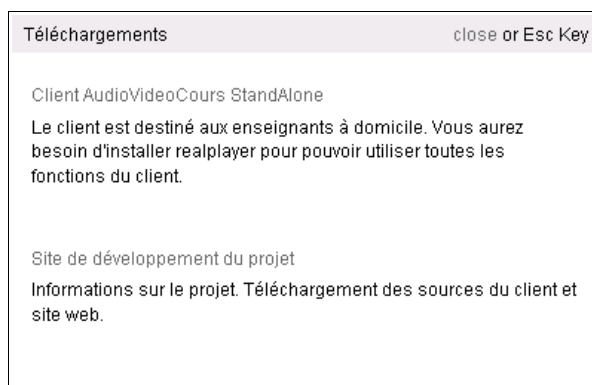 Téléchargements close or Esc Key
Client AudioVideoCours StandAlone
Le client est destiné aux enseignants à domicile. Vous aurez
besoin d'installer realplayer pour pouvoir utiliser toutes les
fonctions du client.
Site de développement du projet
Informations sur le projet. Téléchargement des sources du client et
site web.